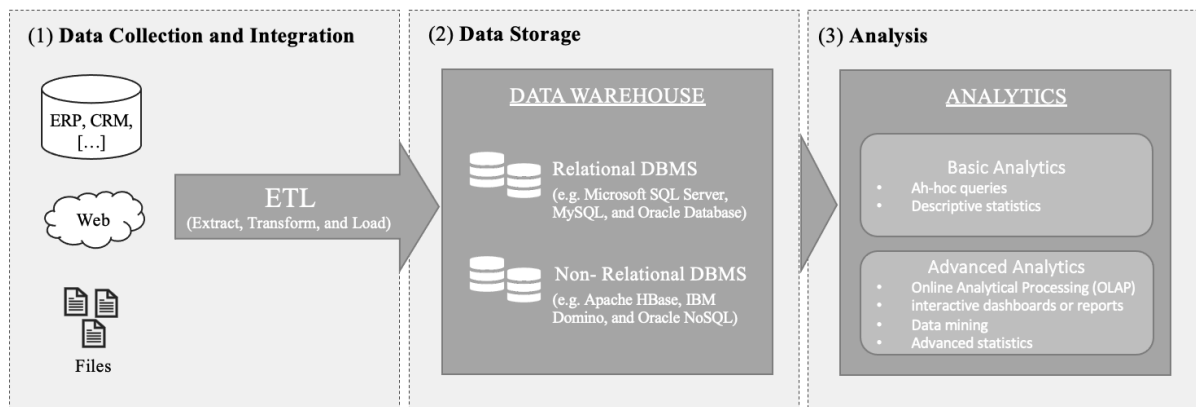 (1) Data Collection and Integration
ERP, CRM,
[…]
Web
Files
ETL
(Extract, Transform, and Load)
(2) Data Storage
DATA WAREHOUSE
Relational DBMS
(e.g. Microsoft SQL Server,
MySQL, and Oracle Database)
Non- Relational DBMS
(e.g. Apache HBase, IBM
Domino, and Oracle NoSQL)
(3) Analysis
ANALYTICS
Basic Analytics
• Ah-hoc queries
• Descriptive statistics
Advanced Analytics
• Online Analytical Processing (OLAP)
• interactive dashboards or reports
• Data mining
• Advanced statistics